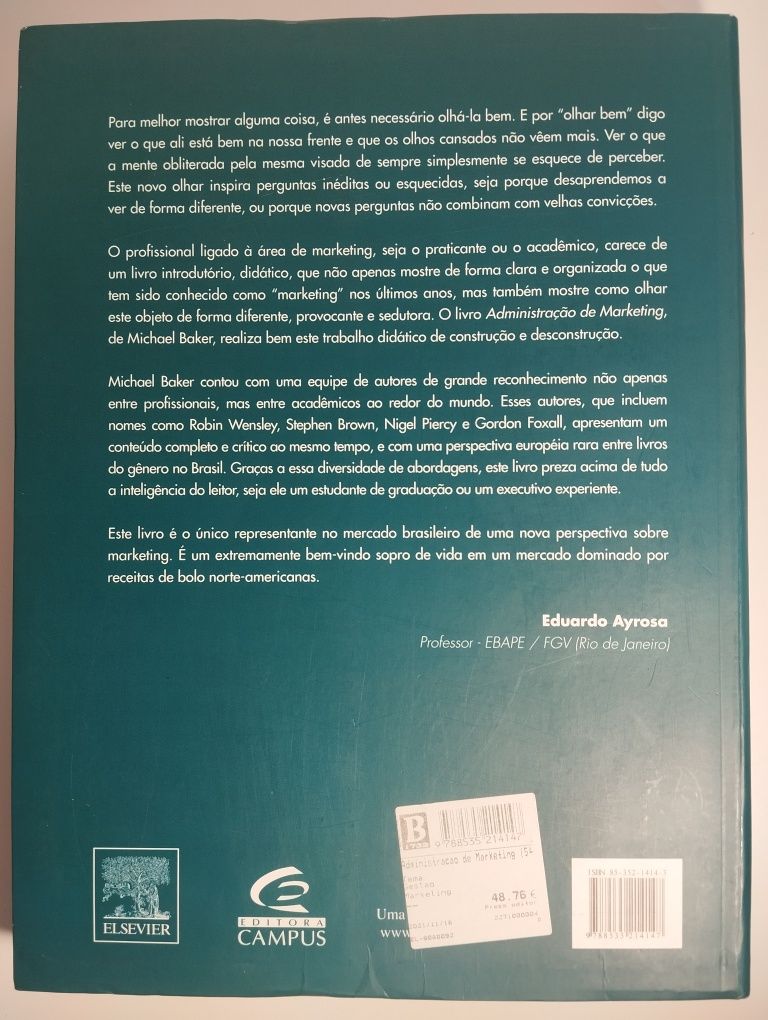 Para melhor mostrar alguma coisa, é antes necessário olhá-la bem. E por “olhar bem” digo
ver o que ali está bem na nossa frente e que os olhos cansados não vêem mais. Ver o que
a mente obliterada pela mesma visada de sempre simplesmente se esquece de perceber.
Este novo olhar inspira perguntas inéditas ou esquecidas, seja porque desaprendemos a
ver de forma diferente, ou porque novas perguntas não combinam com velhas convicções.
O profissional ligado à área de marketing, seja o praticante ou o acadêmico, carece de
um livro introdutório, didático, que não apenas mostre de forma clara e organizada o que
tem sido conhecido como “marketing” nos últimos anos, mas também mostre como olhar
este objeto de forma diferente, provocante e sedutora. O livro Administração de Marketing,
de Michael Baker, realiza bem este trabalho didático de construção e desconstrução.
Michael Baker contou com uma equipe de autores de grande reconhecimento não apenas
entre profissionais, mas entre acadêmicos ao redor do mundo. Esses autores, que incluem
nomes como Robin Wensley, Stephen Brown, Nigel Piercy e Gordon Foxall, apresentam um
conteúdo completo e crítico ao mesmo tempo, e com uma perspectiva européia rara entre livros
do gênero no Brasil. Graças a essa diversidade de abordagens, este livro preza acima de tudo
a inteligência do leitor, seja ele um estudante de graduação ou um executivo experiente.
Este livro é o único representante no mercado brasileiro de uma nova perspectiva sobre
marketing. É um extremamente bem-vindo sopro de vida em um mercado dominado por
receitas de bolo norte-americanas.
Eduardo Ayrosa
Professor - EBAPE / FGV (Rio de Janeiro)
ELSEVIER
EDITORA
CAMPUS
Uma
www.
B
1732
9 788535 214147
Administracao de Marketing (5ª
Tema
Gestao
Marketing
48.76 €
2021/11/16
ISBN 85-352-1414-3
9 788535 214147